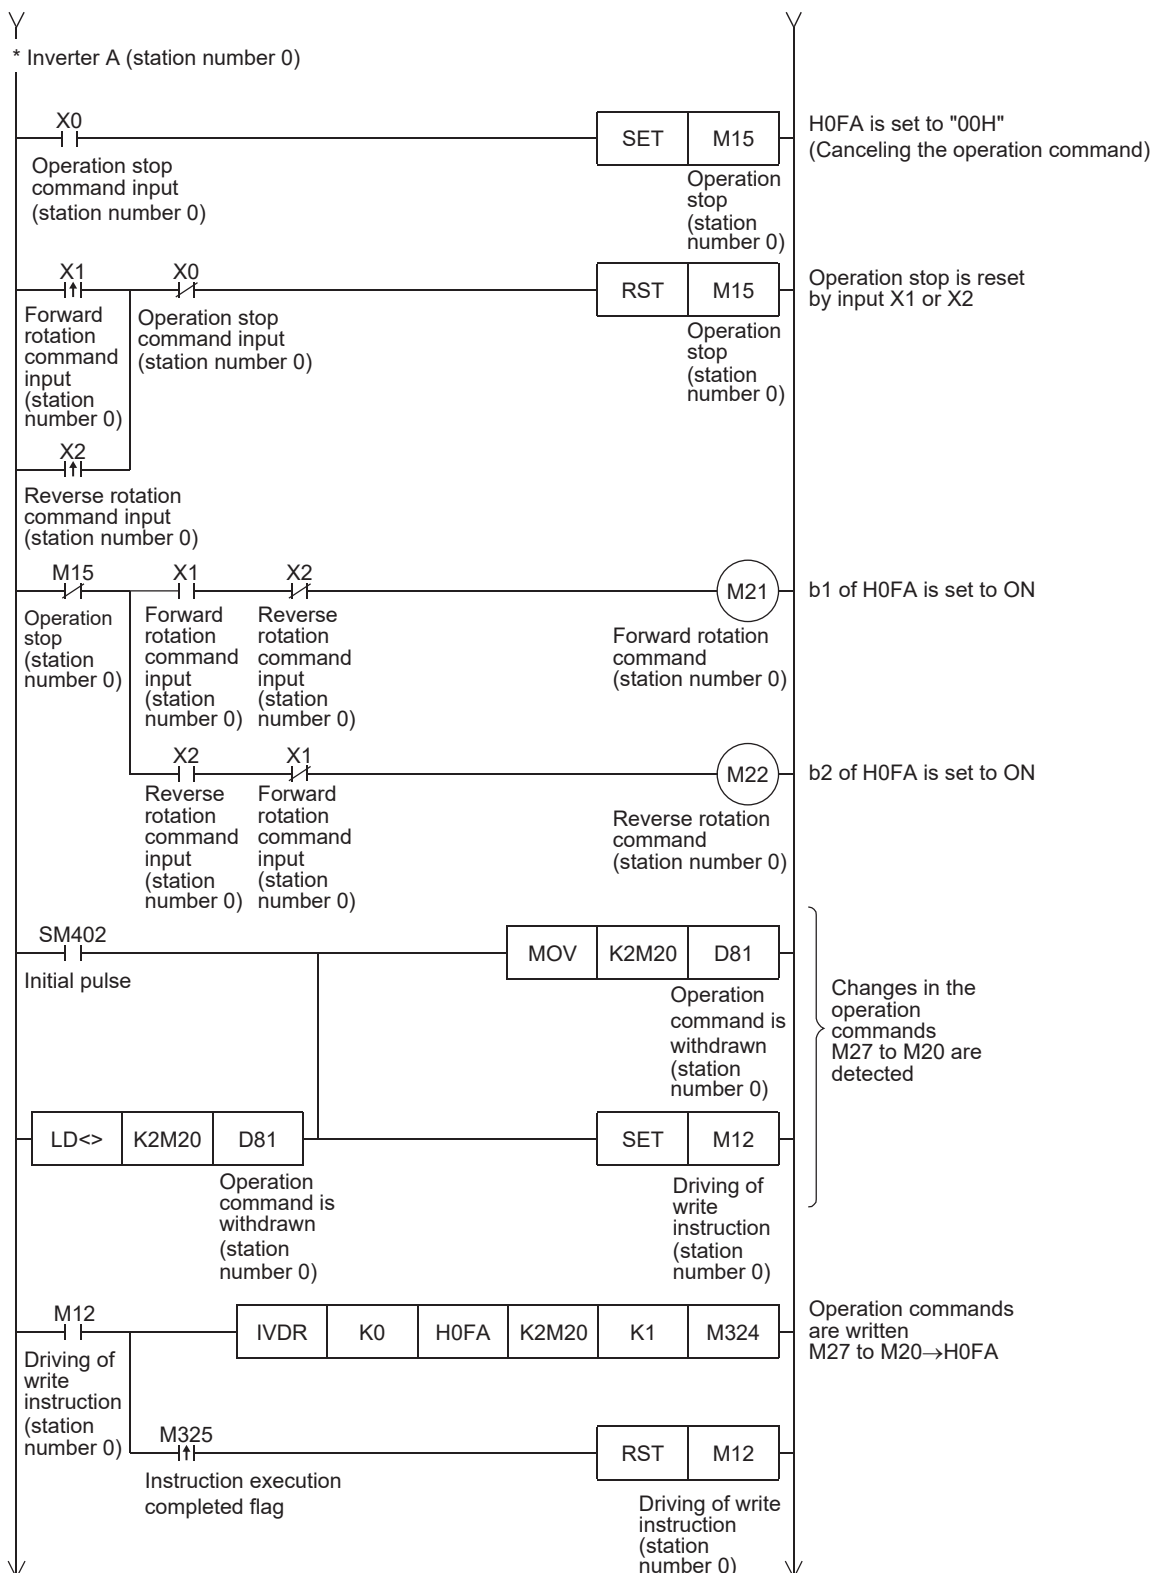 * Inverter A (station number 0)
X0
SET M15
H0FA is set to "00H"
(Canceling the operation command)
Operation stop
command input
(station number 0)
Operation
stop
(station
number 0)
X1 X0
RST M15
Operation stop is reset
by input X1 or X2
Forward
rotation
command
input
(station
number 0)
Operation stop
command input
(station number 0)
Operation
stop
(station
number 0)
X2
Reverse rotation
command input
(station number 0)
M15 X1 X2
M21
b1 of H0FA is set to ON
Operation
stop
(station
number 0)
Forward
rotation
command
input
(station
number 0)
Reverse
rotation
command
input
(station
number 0)
Forward rotation
command
(station number 0)
X2 X1
M22
b2 of H0FA is set to ON
Reverse
rotation
command
input
(station
number 0)
Forward
rotation
command
input
(station
number 0)
Reverse rotation
command
(station number 0)
SM402
MOV K2M20 D81
Initial pulse
Operation
command is
withdrawn
(station
number 0)
Changes in the
operation
commands
M27 to M20 are
detected
LD<> K2M20 D81
SET M12
Operation
command is
withdrawn
(station
number 0)
Driving of
write
instruction
(station
number 0)
M12
IVDR K0 H0FA K2M20 K1 M324
Operation commands
are written
M27 to M20→H0FA
Driving of
write
instruction
(station
number 0)
M325
RST M12
Instruction execution
completed flag
Driving of write
instruction
(station
number 0)